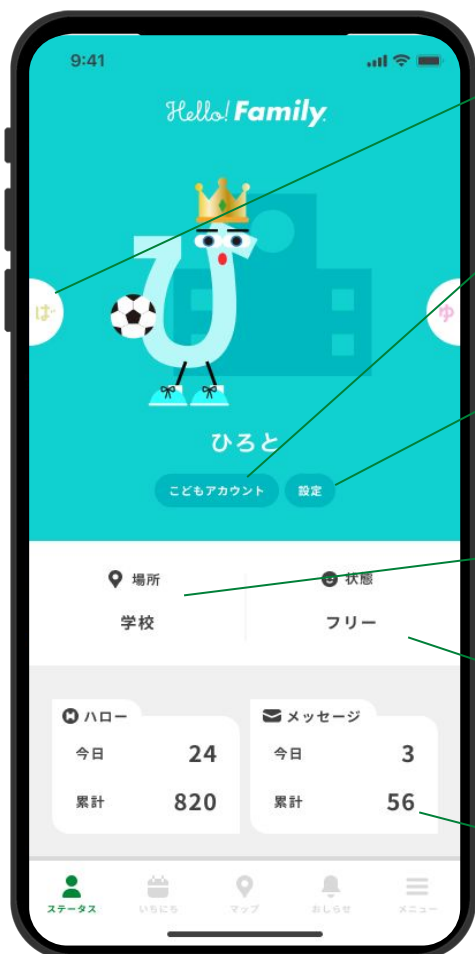 9:41
Hello! Family.
ば
ゆ
ひろと
こどもアカウント 設定
場所 状態
学校 フリー
ハロー メッセージ
今日 24 今日 3
累計 820 累計 56
ステータス いちにち マップ おしらせ メニュー